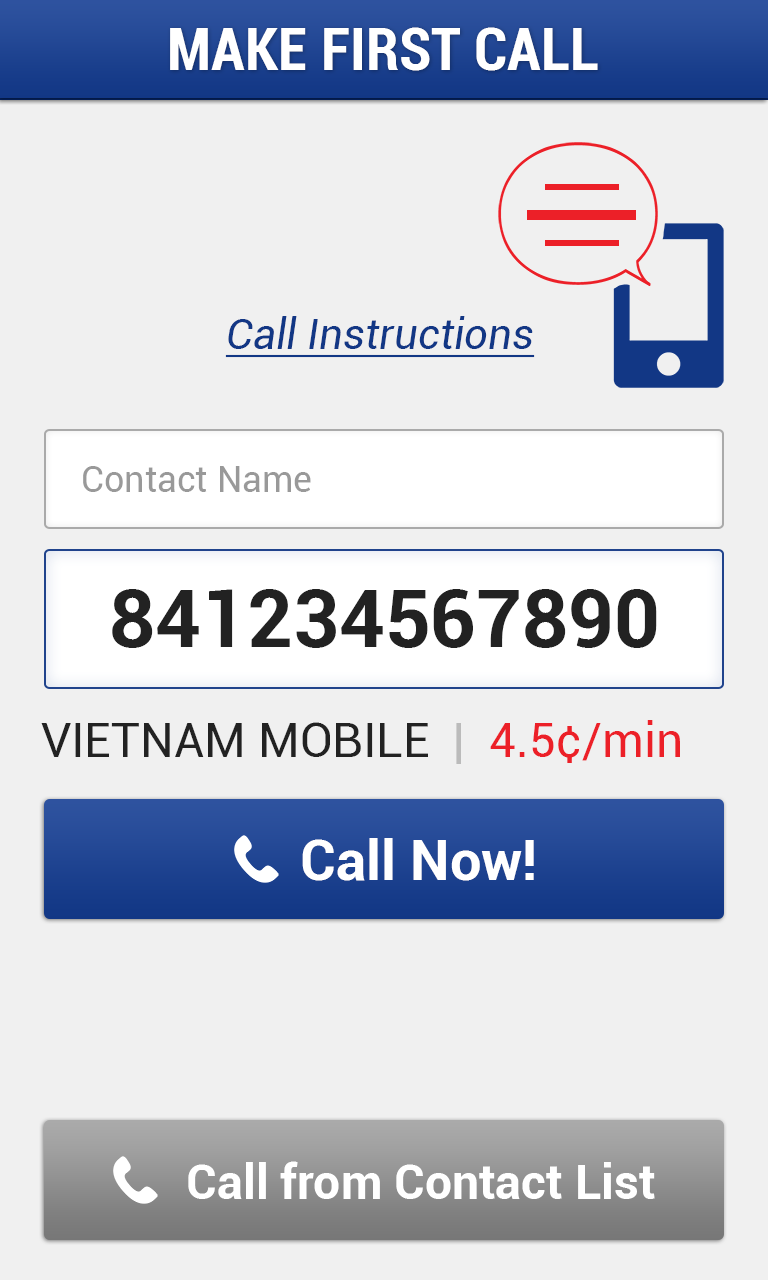 MAKE FIRST CALL
Call Instructions
Contact Name
841234567890
VIETNAM MOBILE | 4.5¢/min
Call Now!
Call from Contact List